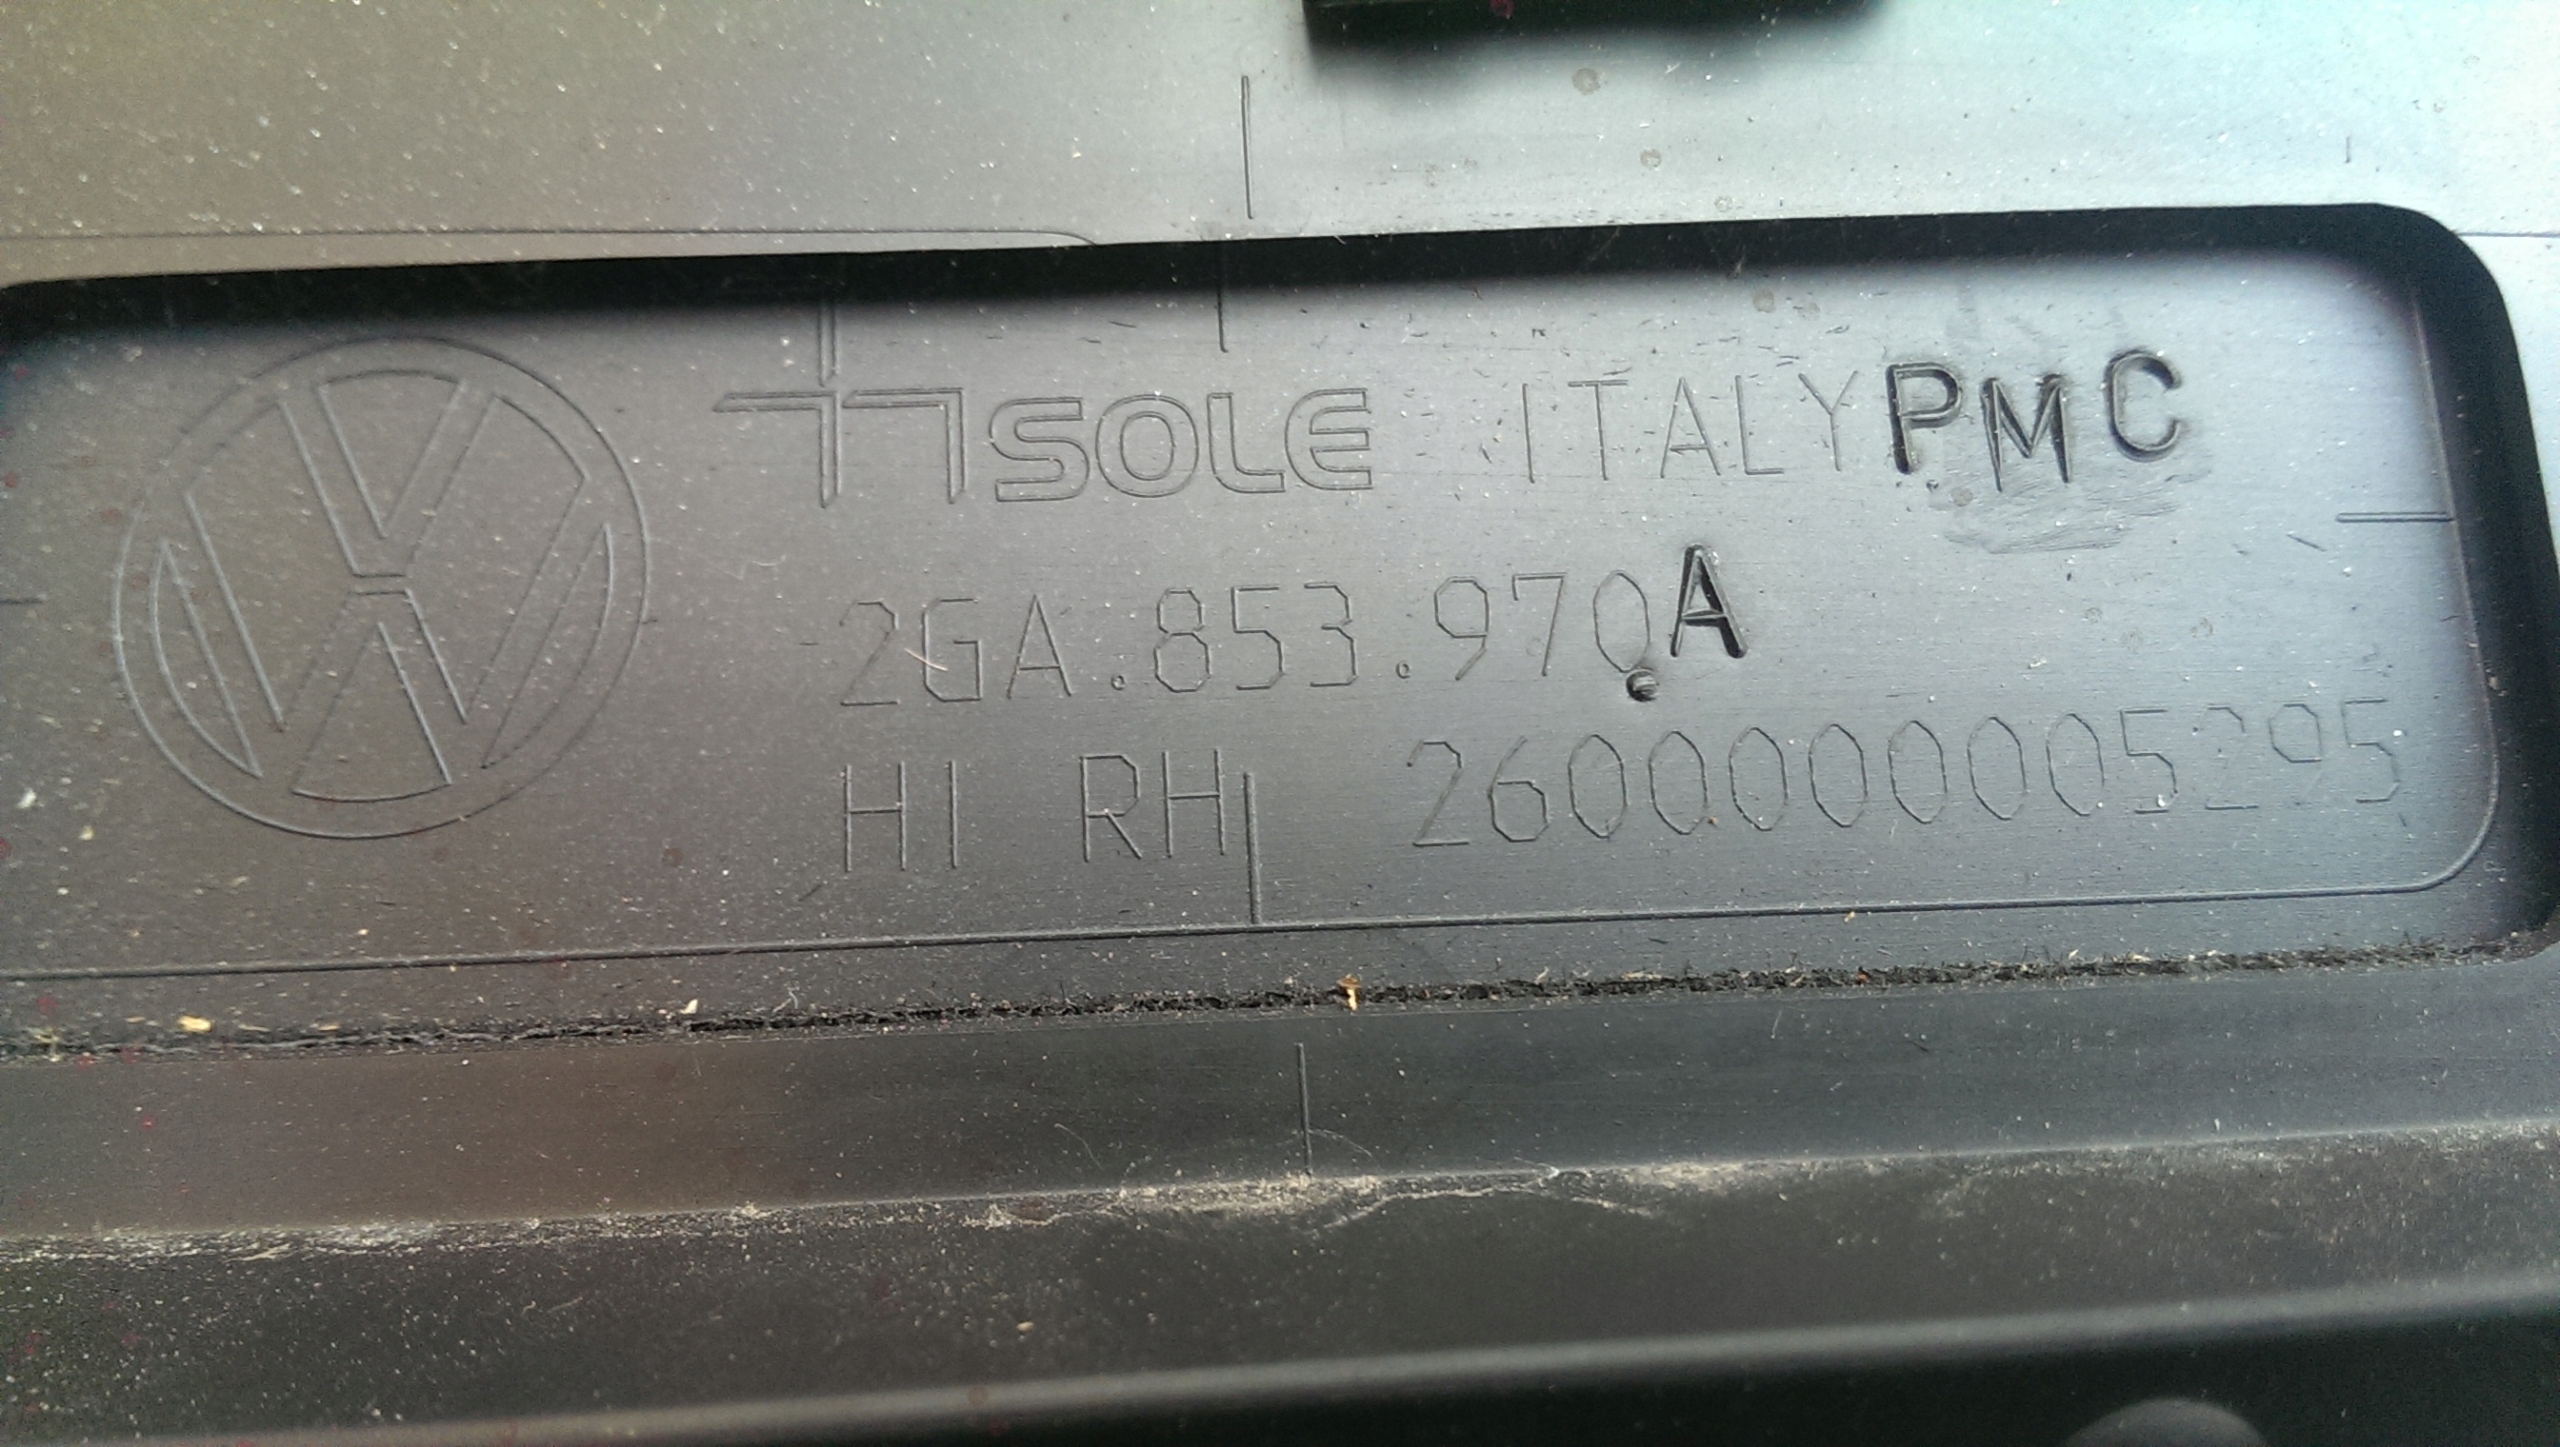 SOLE ITALY PMC
2GA.853.970.A
HI RH 2600000005295